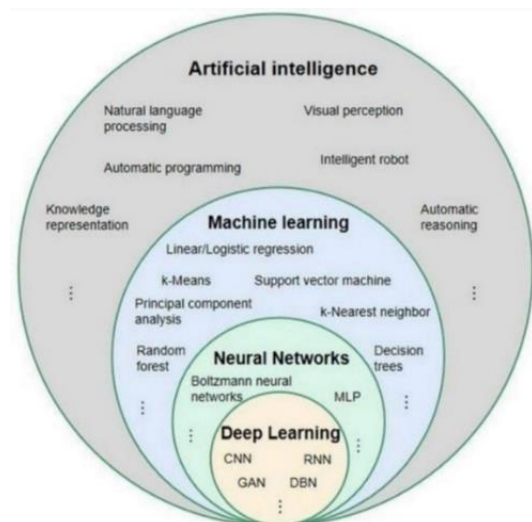 Artificial intelligence
Natural language
processing
Visual perception
Automatic programming
Intelligent robot
Knowledge
representation
Automatic
reasoning
Machine learning
Linear/Logistic regression
k-Means
Support vector machine
Principal component
analysis
k-Nearest neighbor
Random
forest
Decision
trees
Neural Networks
Boltzmann neural
networks
MLP
Deep Learning
CNN
RNN
GAN
DBN